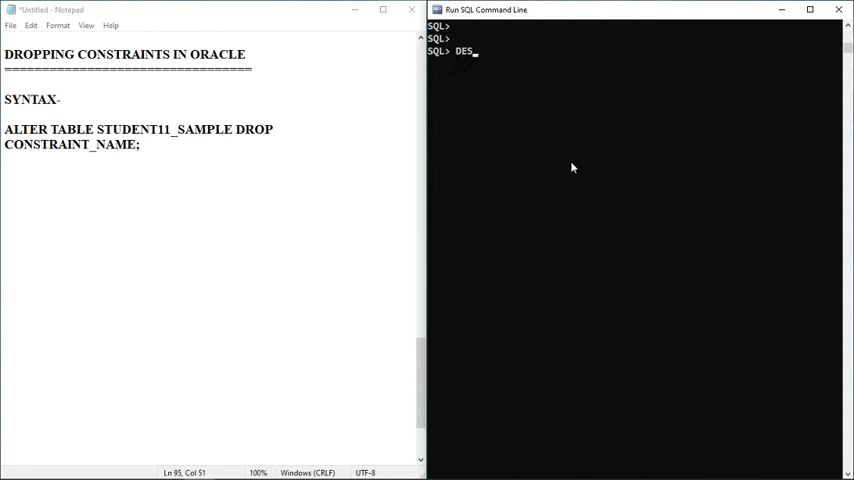 *Untitled - Notepad
File Edit Format View Help
DROPPING CONSTRAINTS IN ORACLE
=================================
SYNTAX-
ALTER TABLE STUDENT11_SAMPLE DROP
CONSTRAINT_NAME;
Ln 95, Col 51 100% Windows (CRLF) UTF-8
Run SQL Command Line
SQL>
SQL>
SQL> DES_